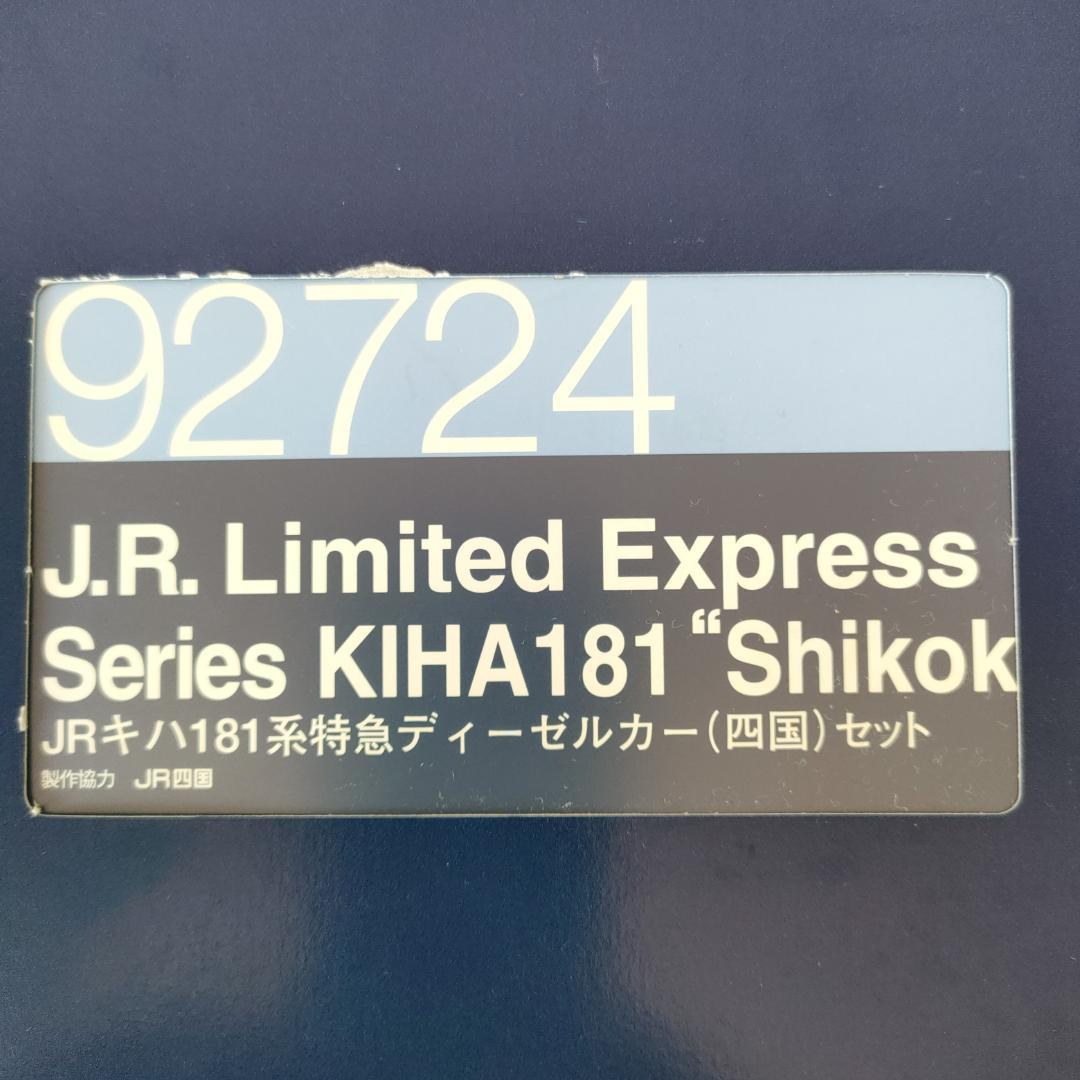 92724
J.R. Limited Express
Series KIHA181 “Shikok
JRキハ181系特急ディーゼルカー(四国)セット
製作協力 JR四国